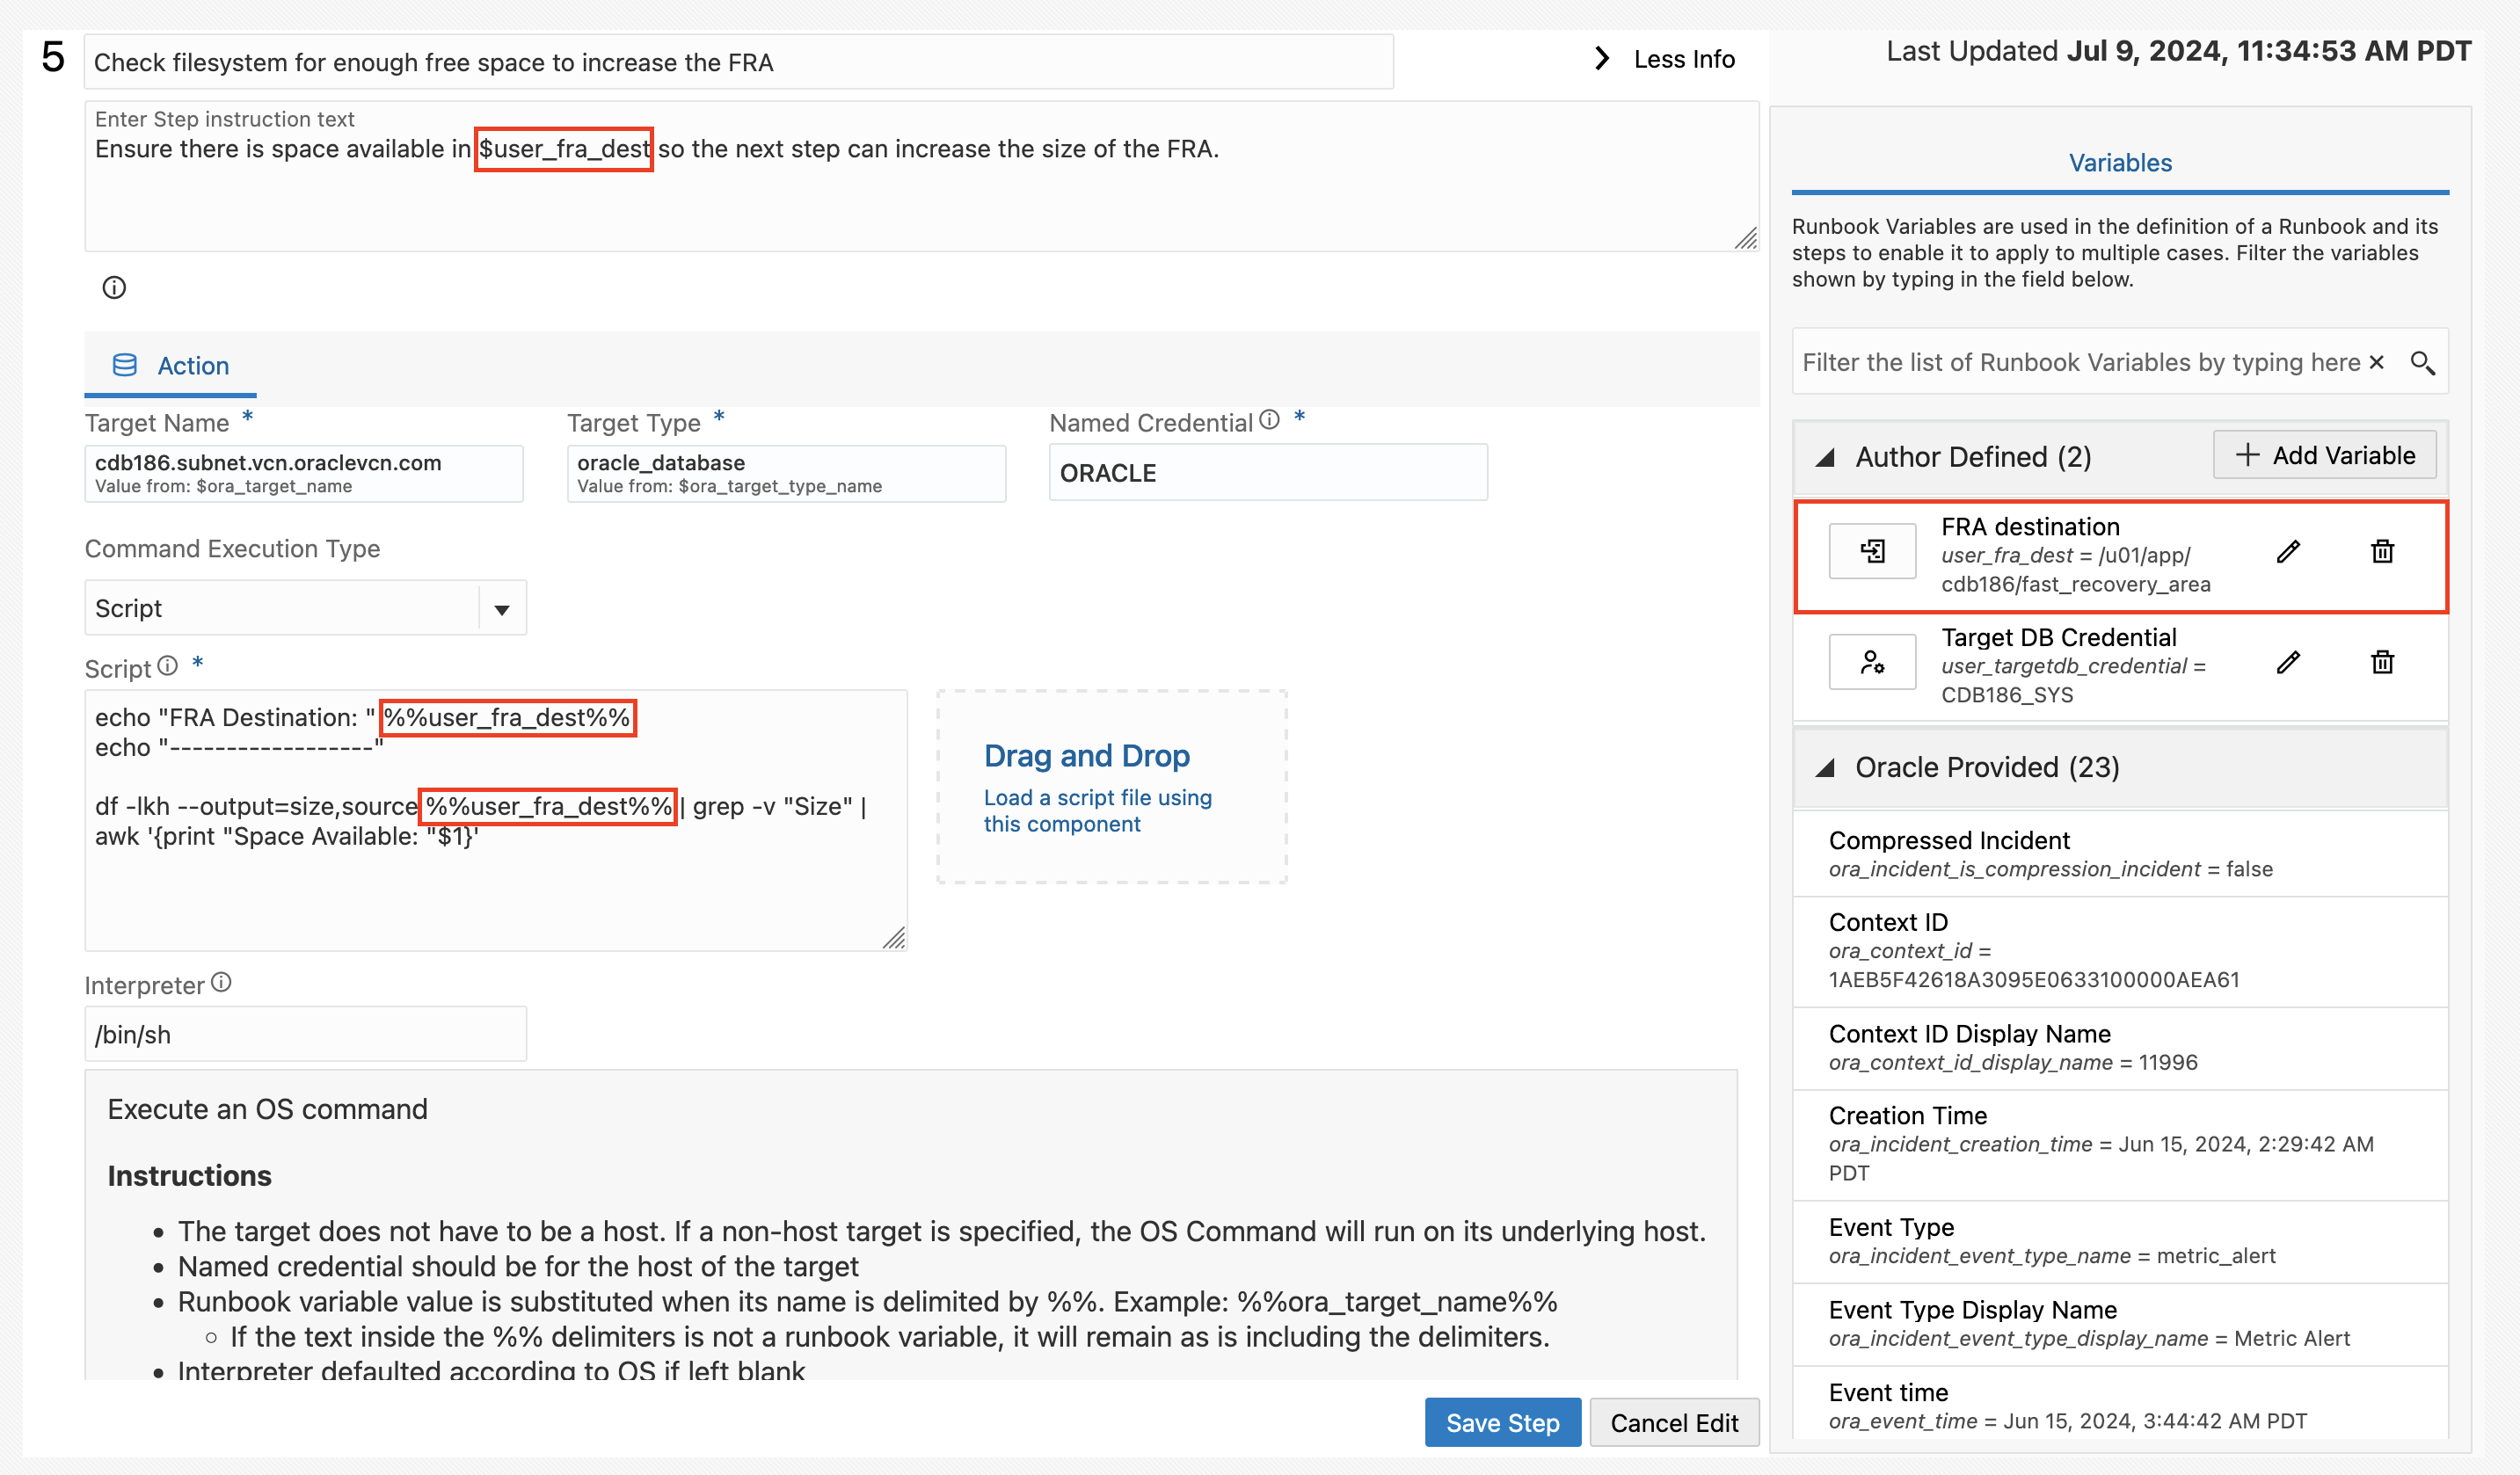 5
Check filesystem for enough free space to increase the FRA
Less Info
Enter Step instruction text
Ensure there is space available in $user_fra_dest so the next step can increase the size of the FRA.
Action
Target Name *
cdb186.subnet.vcn.oraclevcn.com
Value from: $ora_target_name
Target Type *
oracle_database
Value from: $ora_target_type_name
Named Credential *
ORACLE
Command Execution Type
Script
Script *
echo "FRA Destination: " %%user_fra_dest%%
echo "------------------"
df -lkh --output=size,source %%user_fra_dest%% | grep -v "Size" |
awk '{print "Space Available: "$1}'
Drag and Drop
Load a script file using
this component
Interpreter
/bin/sh
Execute an OS command
Instructions
• The target does not have to be a host. If a non-host target is specified, the OS Command will run on its underlying host.
• Named credential should be for the host of the target
• Runbook variable value is substituted when its name is delimited by %%. Example: %%ora_target_name%%
◦ If the text inside the %% delimiters is not a runbook variable, it will remain as is including the delimiters.
• Interpreter defaulted according to OS if left blank
Save Step
Cancel Edit
Last Updated Jul 9, 2024, 11:34:53 AM PDT
Variables
Runbook Variables are used in the definition of a Runbook and its
steps to enable it to apply to multiple cases. Filter the variables
shown by typing in the field below.
Filter the list of Runbook Variables by typing here
Author Defined (2)
Add Variable
FRA destination
user_fra_dest = /u01/app/
cdb186/fast_recovery_area
Target DB Credential
user_targetdb_credential =
CDB186_SYS
Oracle Provided (23)
Compressed Incident
ora_incident_is_compression_incident = false
Context ID
ora_context_id =
1AEB5F42618A3095E0633100000AEA61
Context ID Display Name
ora_context_id_display_name = 11996
Creation Time
ora_incident_creation_time = Jun 15, 2024, 2:29:42 AM
PDT
Event Type
ora_incident_event_type_name = metric_alert
Event Type Display Name
ora_incident_event_type_display_name = Metric Alert
Event time
ora_event_time = Jun 15, 2024, 3:44:42 AM PDT